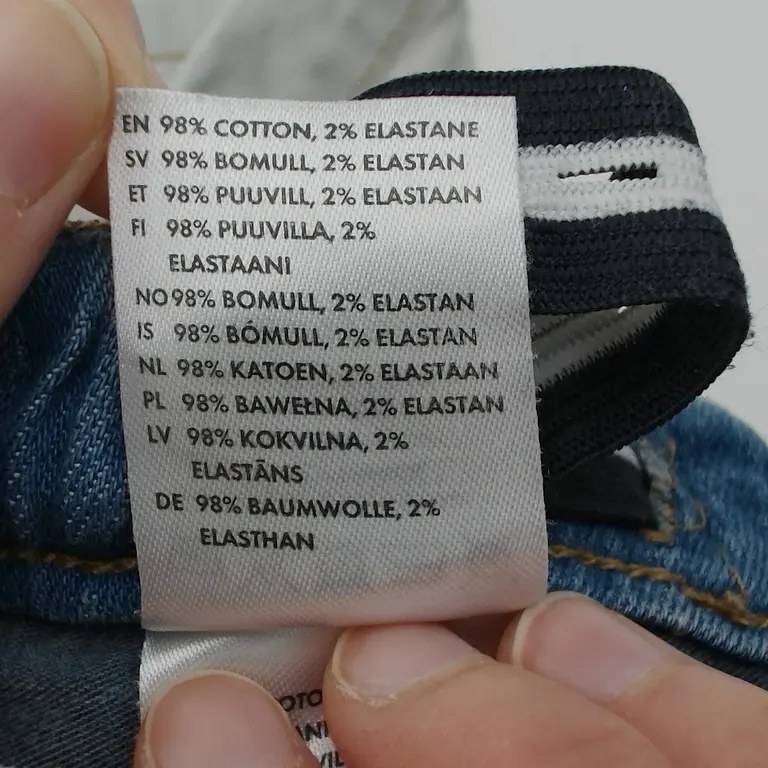 EN 98% COTTON, 2% ELASTANE
SV 98% BOMULL, 2% ELASTAN
ET 98% PUUVILL, 2% ELASTAAN
FI 98% PUUVILLA, 2%
ELASTAANI
NO 98% BOMULL, 2% ELASTAN
IS 98% BÓMULL, 2% ELASTAN
NL 98% KATOEN, 2% ELASTAAN
PL 98% BAWEŁNA, 2% ELASTAN
LV 98% KOKVILNA, 2%
ELASTĀNS
DE 98% BAUMWOLLE, 2%
ELASTHAN